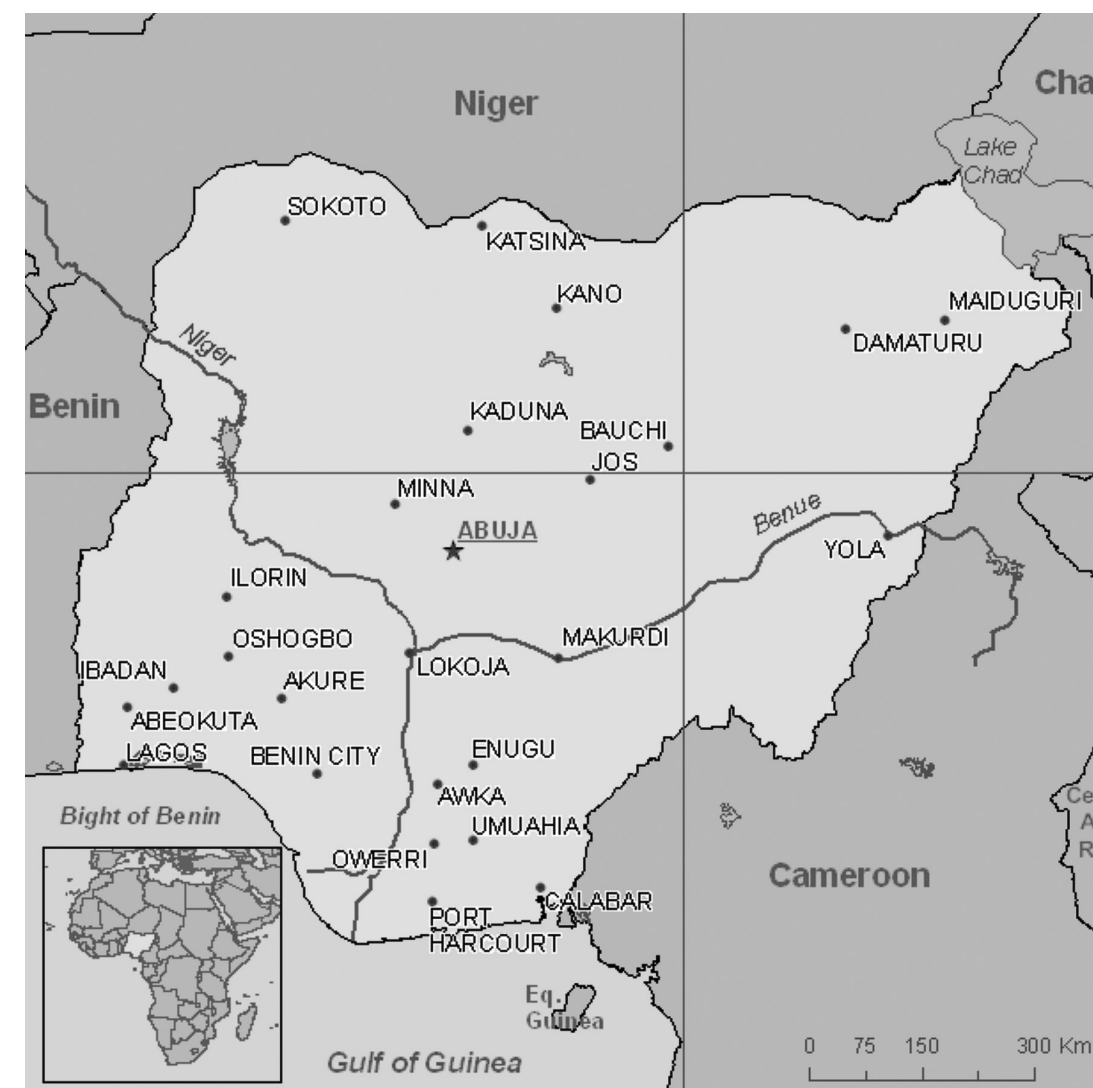 Niger
Cha
Lake
Chad
SOKOTO
KATSINA
KANO
MAIDUGURI
DAMATURU
Niger
Benin
KADUNA
BAUCHI
JOS
MINNA
Benue
ABUJA
YOLA
ILORIN
OSHOGBO
MAKURDI
LOKOJA
IBADAN
AKURE
ABEOKUTA
LAGOS
BENIN CITY
ENUGU
AWKA
Ce
A
R
Bight of Benin
UMUAHIA
OWERRI
Cameroon
CALABAR
PORT
HARCOURT
Eq.
Guinea
Gulf of Guinea
0 75 150 300 Km